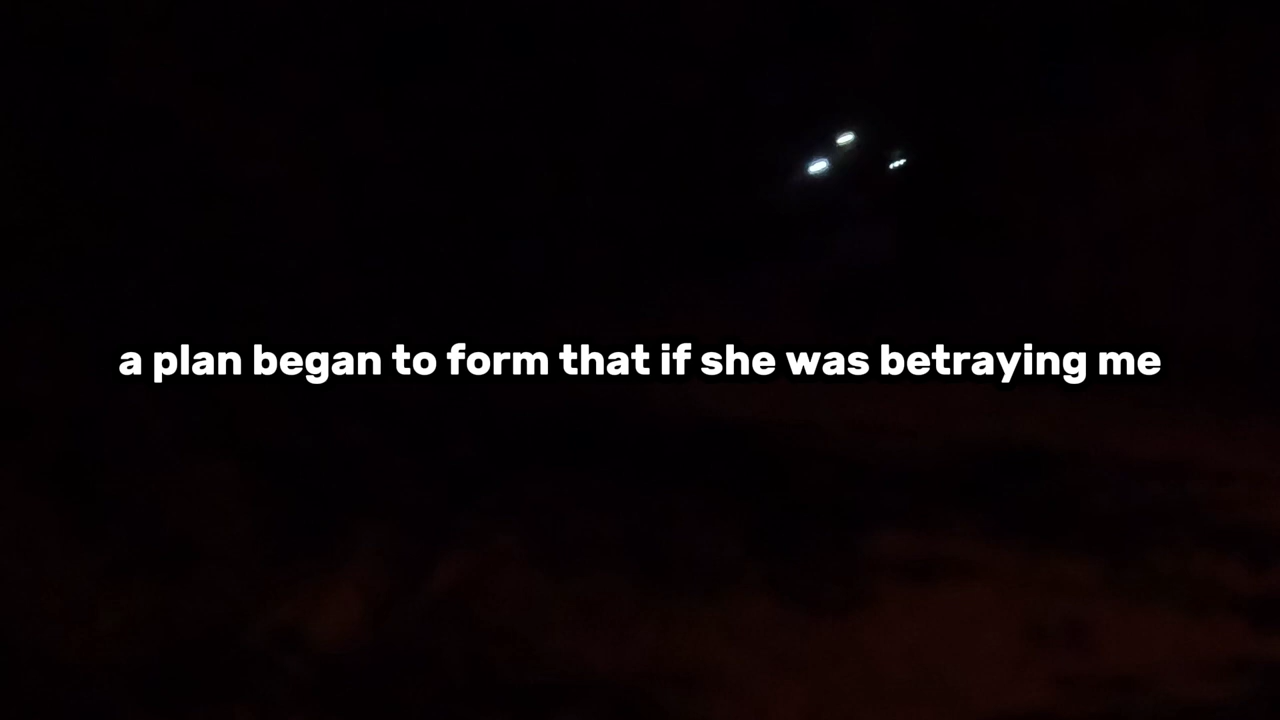 a plan began to form that if she was betraying me